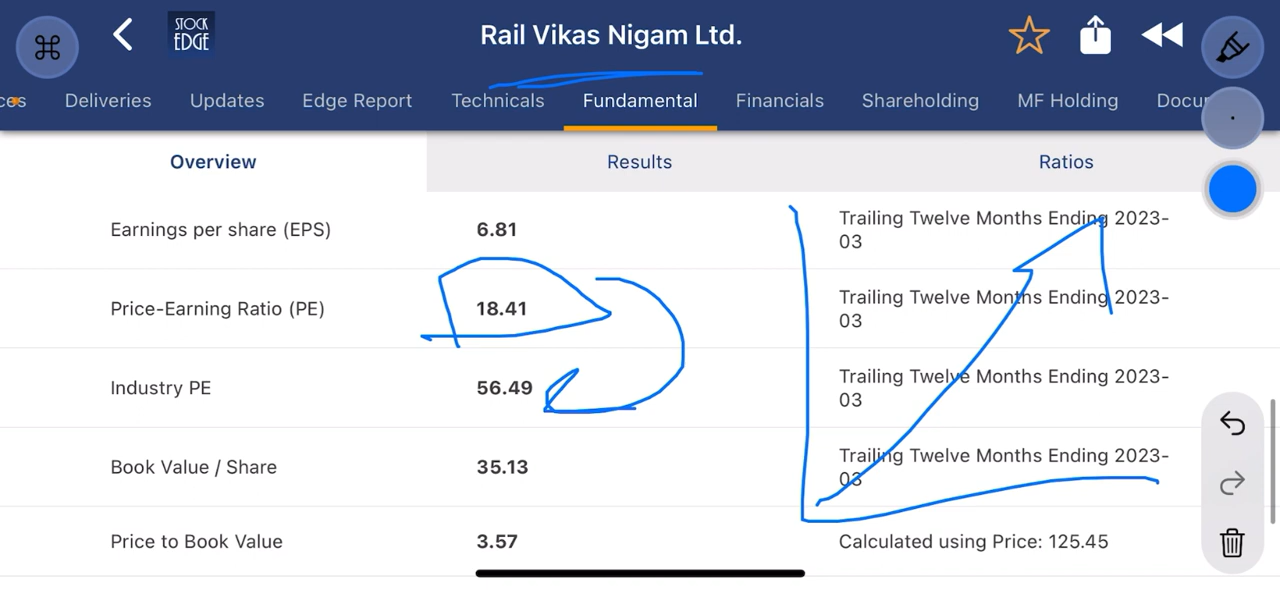 STOCK EDGE
Rail Vikas Nigam Ltd.
ces Deliveries Updates Edge Report Technicals Fundamental Financials Shareholding MF Holding Docu
Overview Results Ratios
Earnings per share (EPS) 6.81 Trailing Twelve Months Ending 2023-03
Price-Earning Ratio (PE) 18.41 Trailing Twelve Months Ending 2023-03
Industry PE 56.49 Trailing Twelve Months Ending 2023-03
Book Value / Share 35.13 Trailing Twelve Months Ending 2023-03
Price to Book Value 3.57 Calculated using Price: 125.45